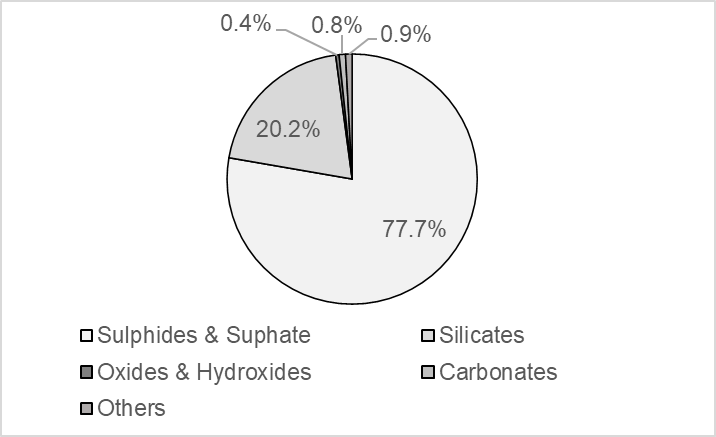 0.4%
0.8%
0.9%
20.2%
77.7%
Sulphides & Suphate
Silicates
Oxides & Hydroxides
Carbonates
Others